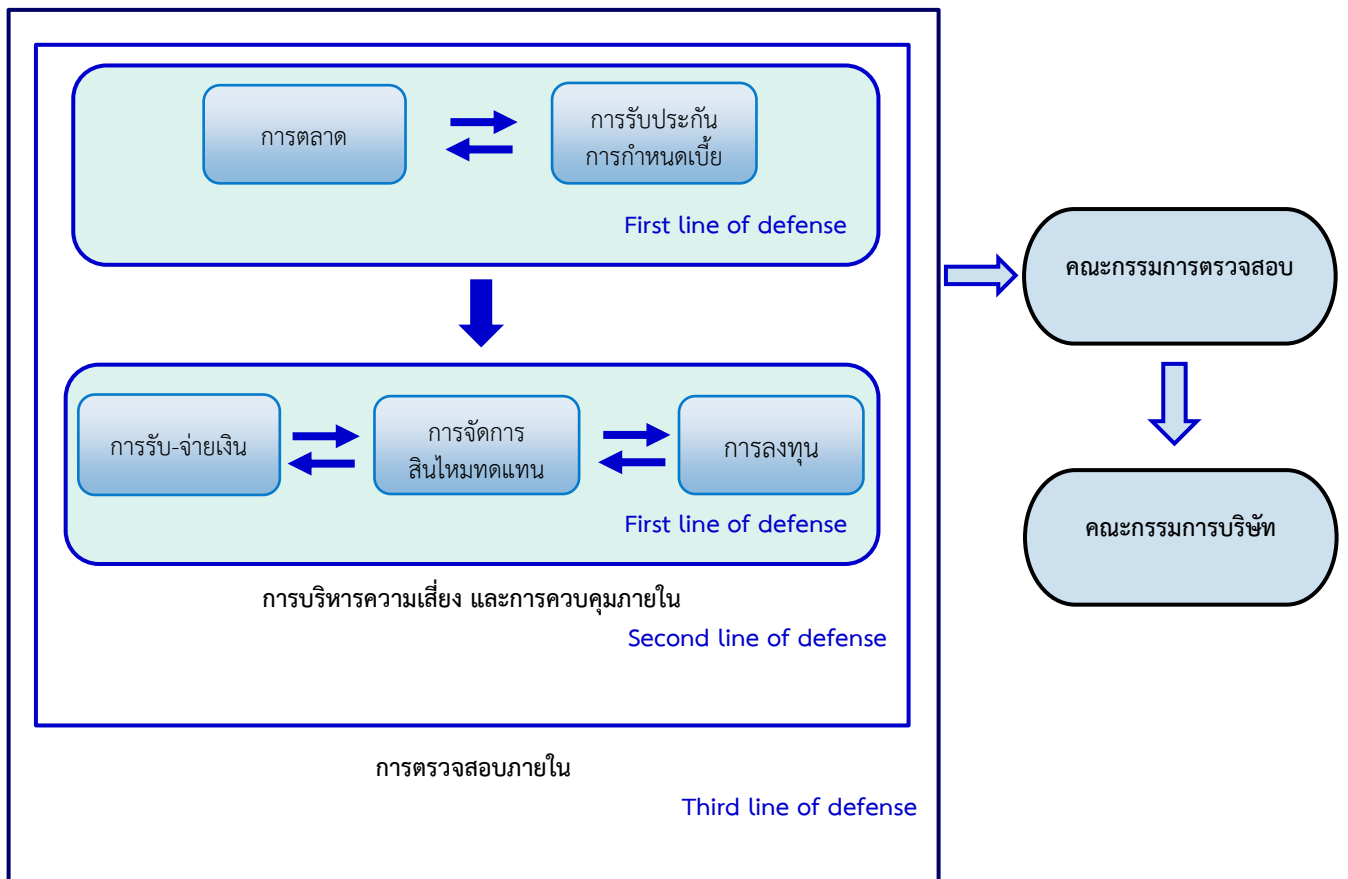 การตลาด
การรับประกัน
การกำหนดเบี้ย
First line of defense
คณะกรรมการตรวจสอบ
การรับ-จ่ายเงิน
การจัดการ
สินไหมทดแทน
การลงทุน
First line of defense
คณะกรรมการบริษัท
การบริหารความเสี่ยง และการควบคุมภายใน
Second line of defense
การตรวจสอบภายใน
Third line of defense